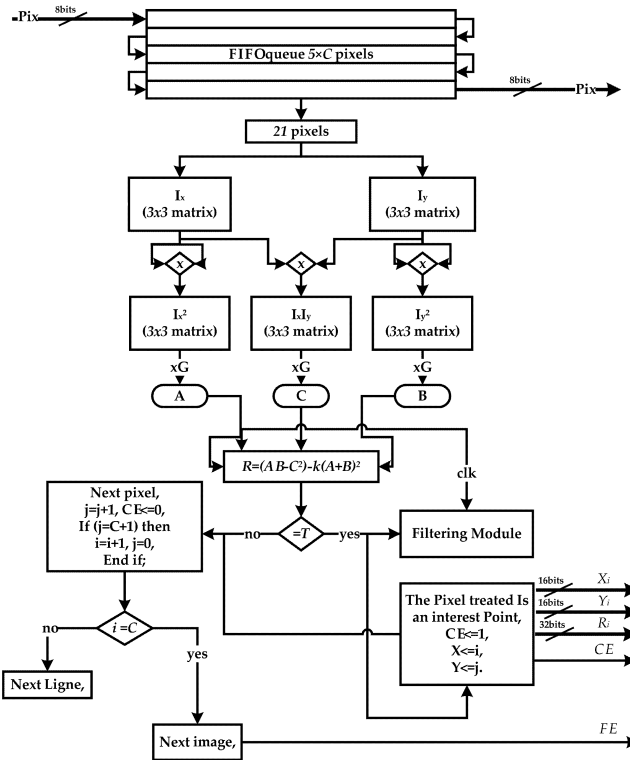 Pix
8bits
FIFOqueue 5×C pixels
8bits
Pix
21 pixels
Ix
(3x3 matrix)
Iy
(3x3 matrix)
x
x
x
Ix²
(3x3 matrix)
IxIy
(3x3 matrix)
Iy²
(3x3 matrix)
xG
xG
xG
A
C
B
R=(AB-C²)-k(A+B)²
clk
Next pixel,
j=j+1, CE<=0,
If (j=C+1) then
i=i+1, j=0,
End if;
no
=T
yes
Filtering Module
The Pixel treated Is
an interest Point,
CE<=1,
X<=i,
Y<=j.
16bits
Xi
16bits
Yi
32bits
Ri
CE
no
i =C
yes
Next Ligne,
Next image,
FE